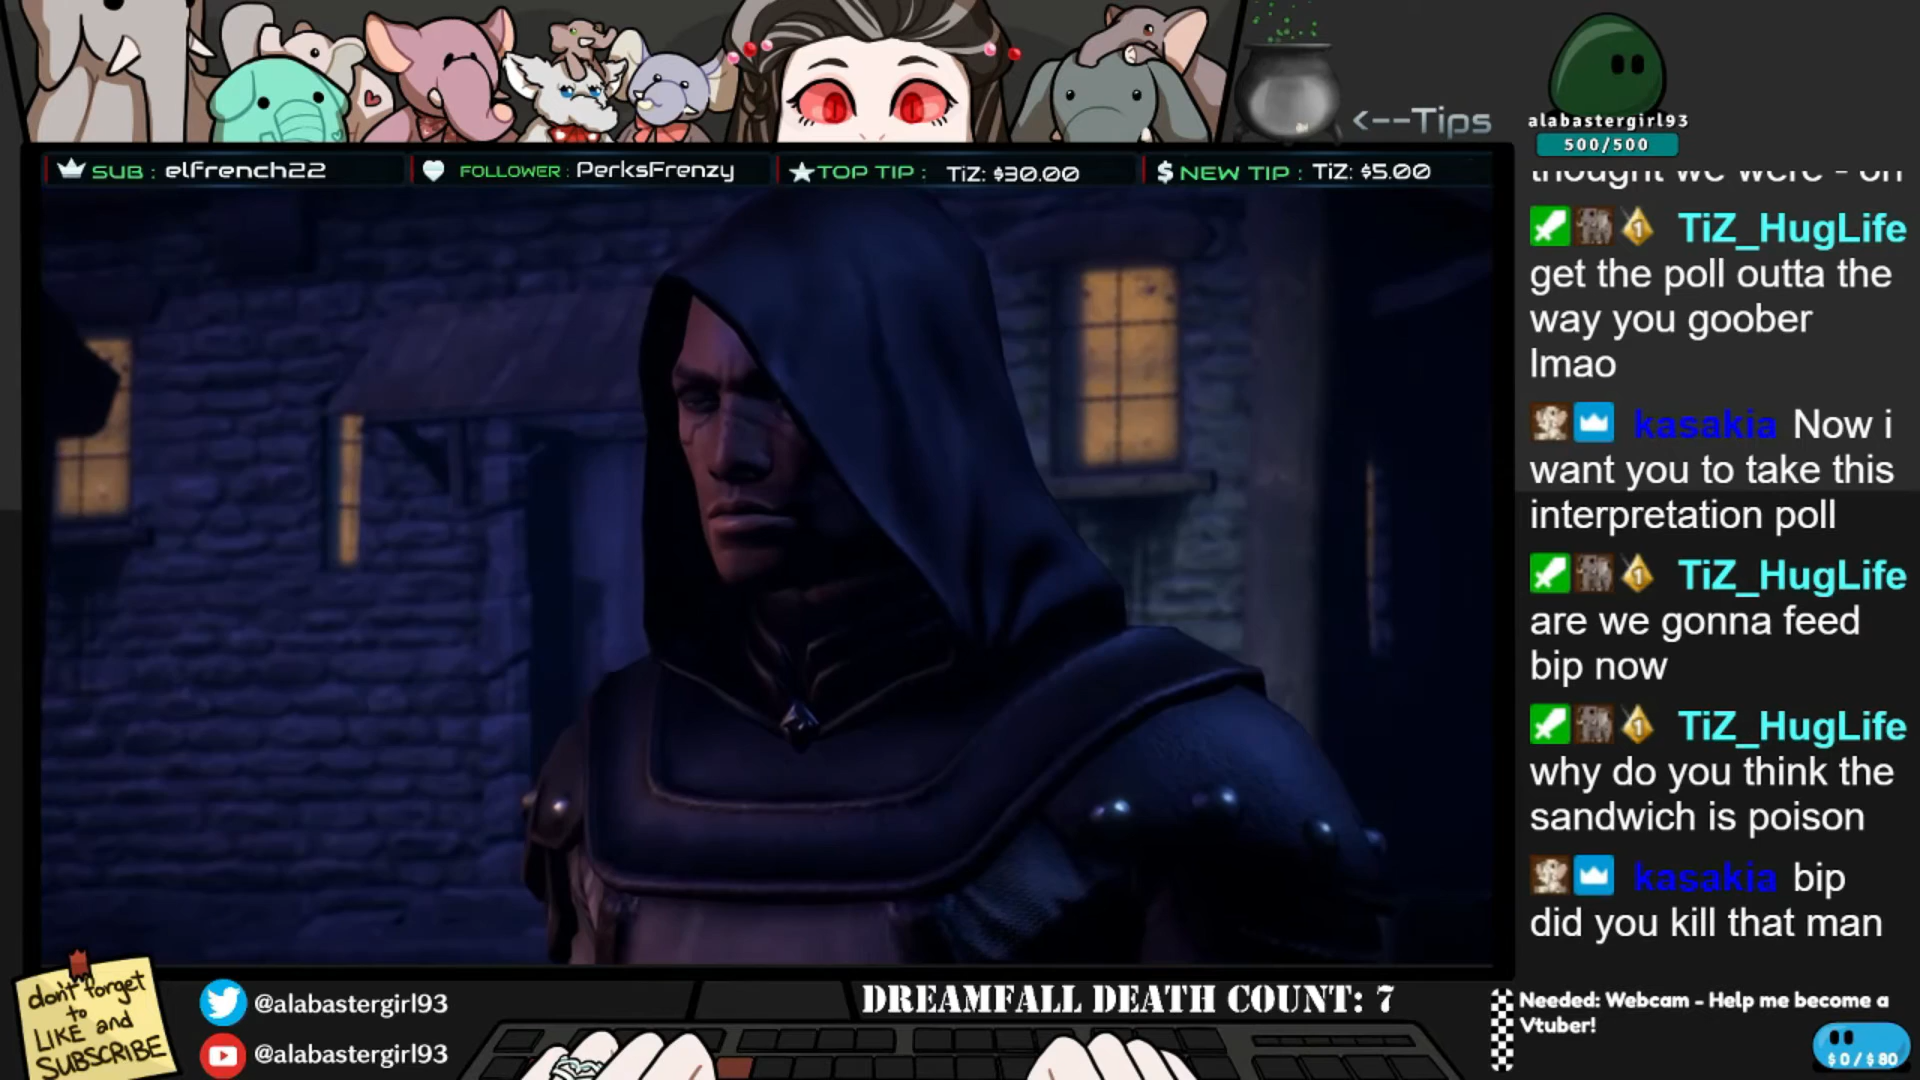 <--Tips
alabastergirl93
500/500
SUB : elfrench22
FOLLOWER : PerksFrenzy
TOP TIP : TiZ: $30.00
NEW TIP : TiZ: $5.00
thought we were - on
TiZ_HugLife
get the poll outta the
way you goober
lmao
kasakia Now i
want you to take this
interpretation poll
TiZ_HugLife
are we gonna feed
bip now
TiZ_HugLife
why do you think the
sandwich is poison
kasakia bip
did you kill that man
don't forget
to
LIKE and
SUBSCRIBE
@alabastergirl93
@alabastergirl93
DREAMFALL DEATH COUNT: 7
Needed: Webcam - Help me become a
Vtuber!
$0 / $80